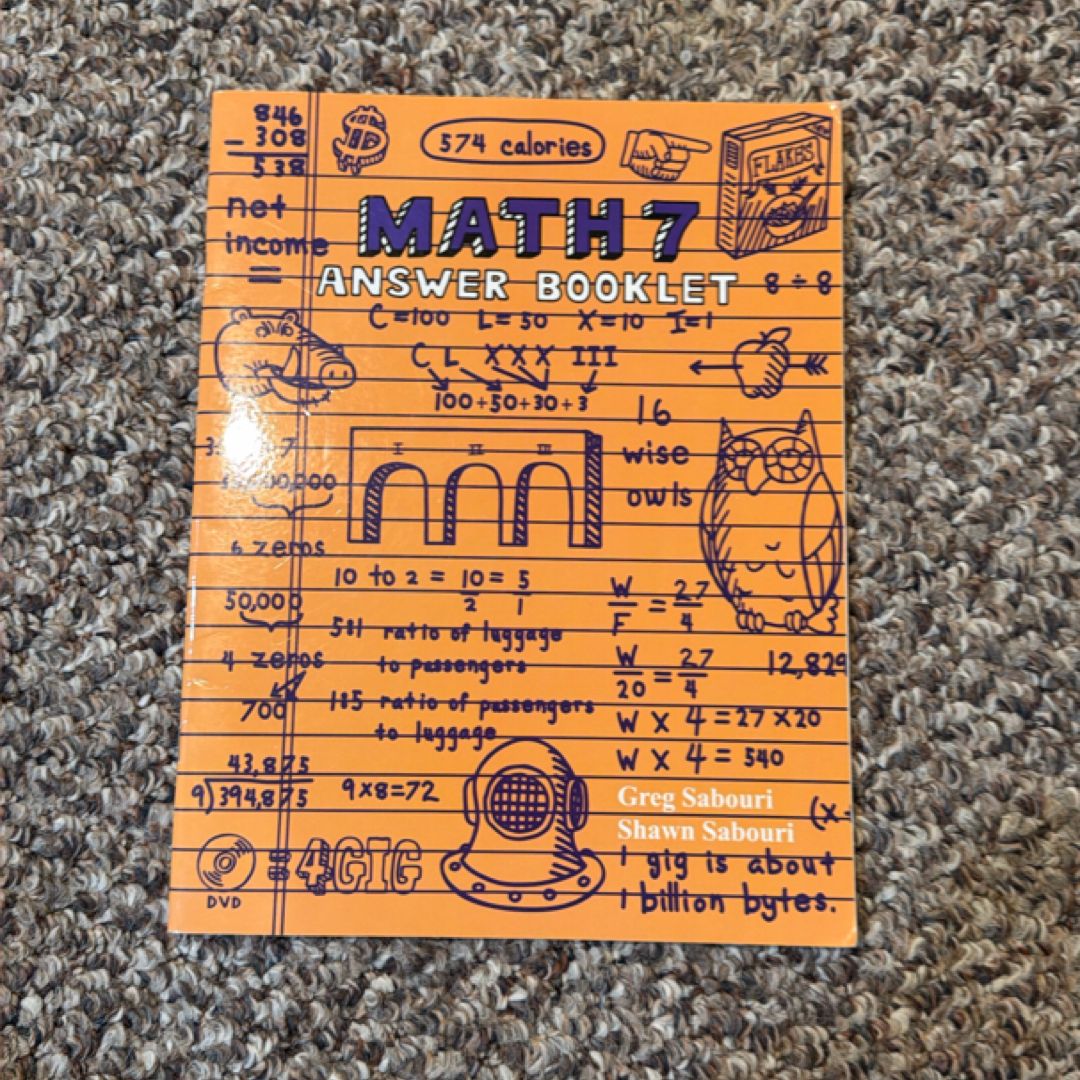 846
574 calories
- 308
538
FLAKES
net
MATH 7
income
=
ANSWER BOOKLET
8 ÷ 8
C=100 L=50 X=10 I=1
C L XXX III
100+50+30+3
16
I II III
wise
owls
6 zeros
10 to 2 = 10 = 5
2 1
W = 27
F 4
50,000
5:1 ratio of luggage
to passengers
4 zeros
W = 27
20 4
12,829
700
1:5 ratio of passengers
to luggage
W X 4 = 27 X 20
W X 4 = 540
43,875
9)394,875
9x8=72
Greg Sabouri
(x-
Shawn Sabouri
= 4GIG
1 gig is about
DVD
1 billion bytes.